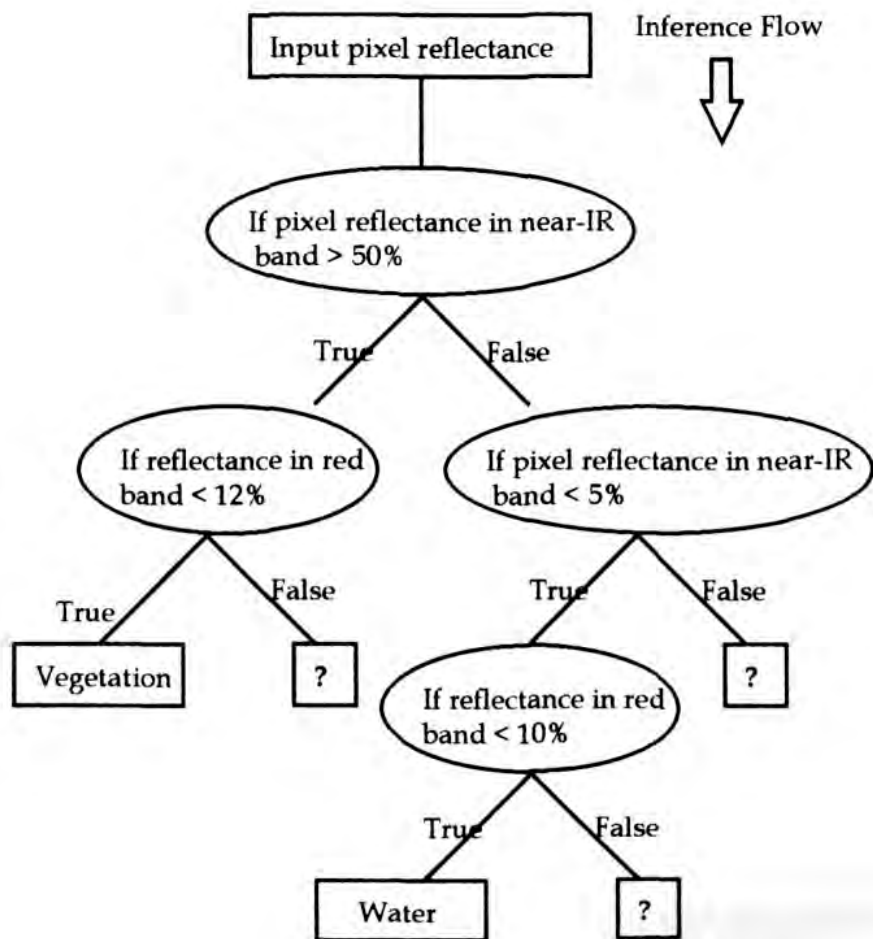 Input pixel reflectance
Inference Flow
If pixel reflectance in near-IR
band > 50%
True
False
If reflectance in red
band < 12%
If pixel reflectance in near-IR
band < 5%
True
False
True
False
Vegetation
?
If reflectance in red
band < 10%
?
True
False
Water
?